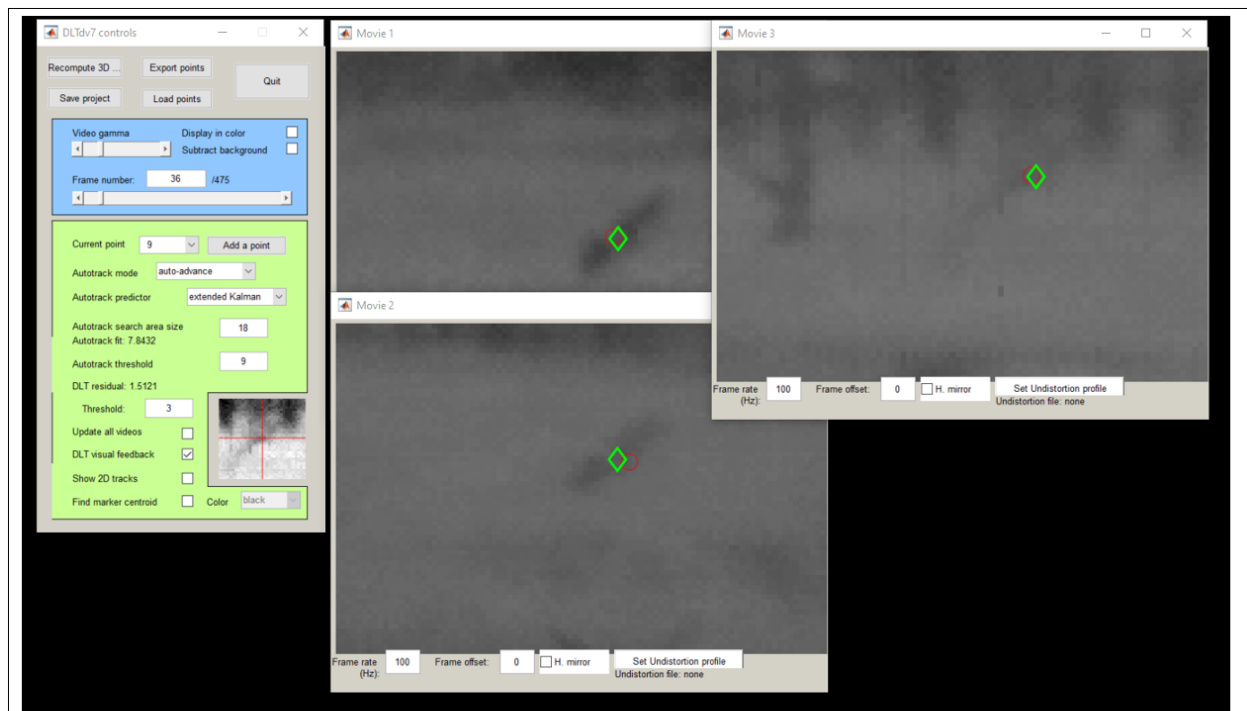 DLTdv7 controls
Recompute 3D ...
Export points
Quit
Save project
Load points
Video gamma
Display in color
Subtract background
Frame number:
36
/475
Current point
9
Add a point
Autotrack mode
auto-advance
Autotrack predictor
extended Kalman
Autotrack search area size
18
Autotrack fit: 7.8432
Autotrack threshold
9
DLT residual: 1.5121
Threshold:
3
Update all videos
DLT visual feedback
Show 2D tracks
Find marker centroid
Color
black
Movie 1
Movie 2
Frame rate
(Hz):
100
Frame offset:
0
H. mirror
Set Undistortion profile
Undistortion file: none
Movie 3
Frame rate
(Hz):
100
Frame offset:
0
H. mirror
Set Undistortion profile
Undistortion file: none